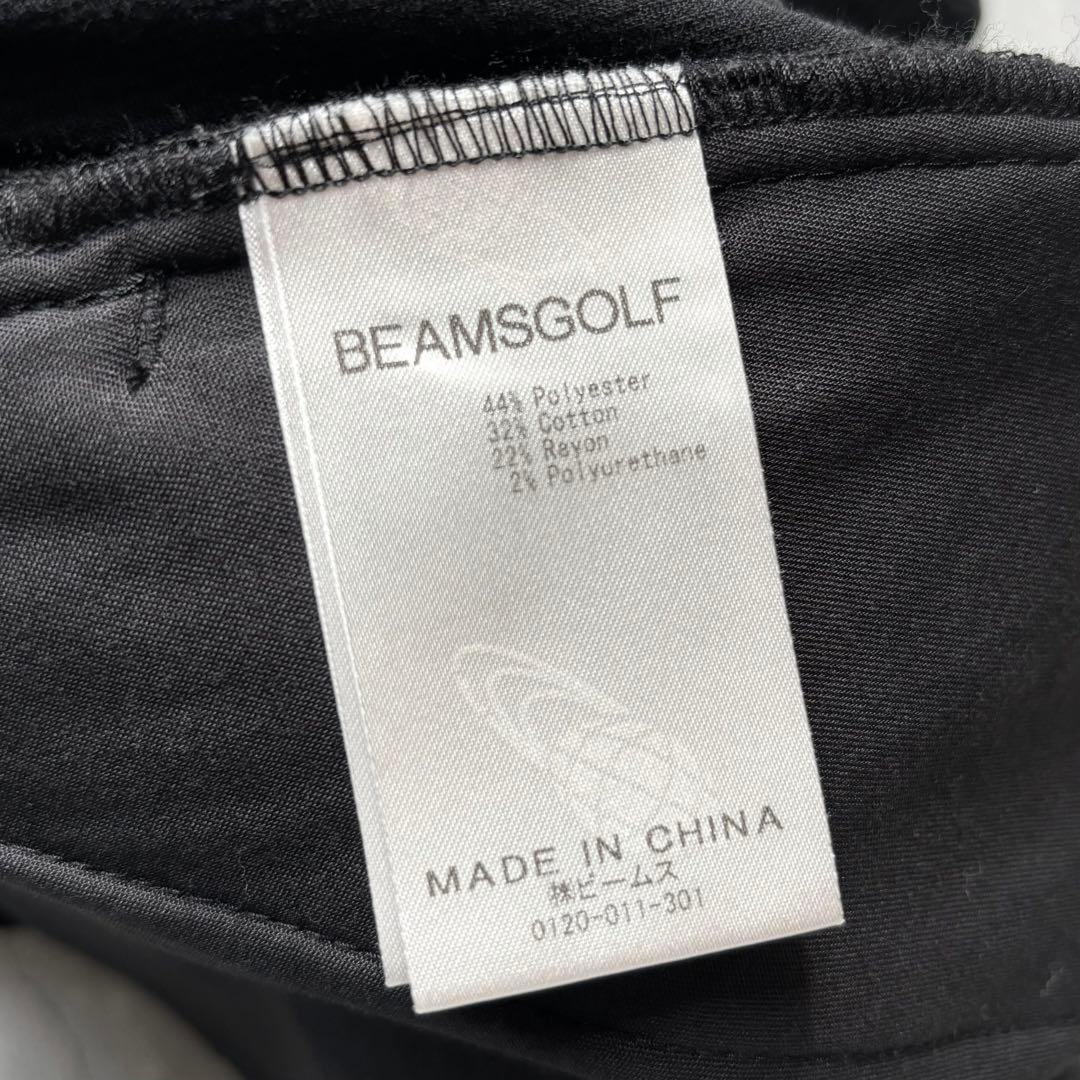 BEAMSGOLF
44% Polyester
32% Cotton
22% Rayon
2% Polyurethane
MADE IN CHINA
㈱ビームス
0120-011-301